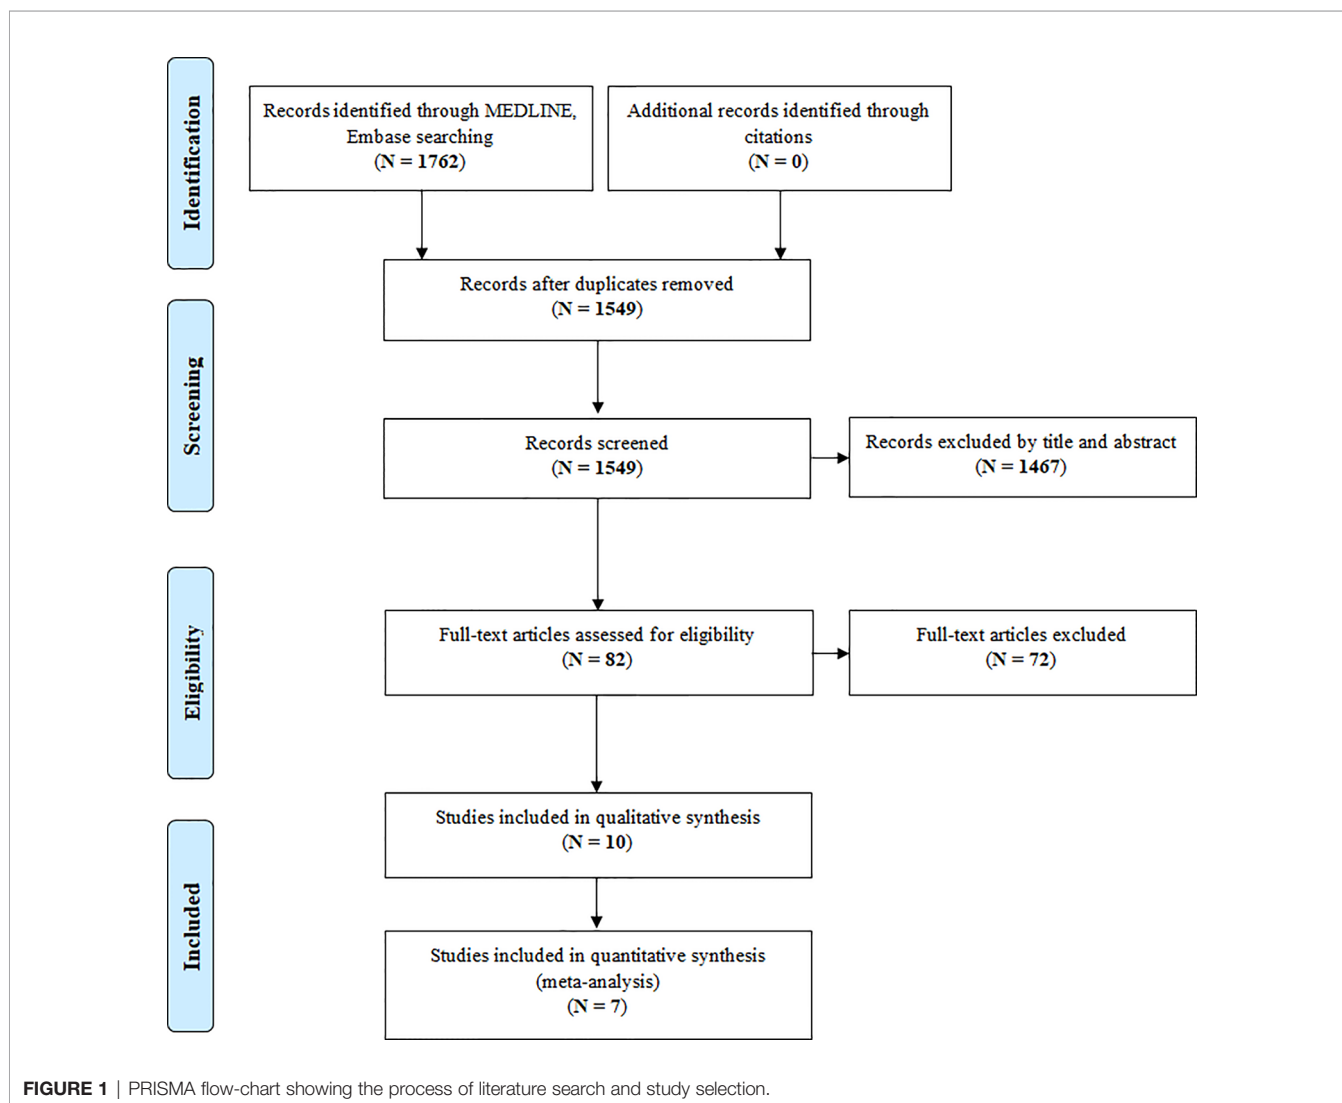 Identification
Records identified through MEDLINE,
Embase searching
(N = 1762)
Additional records identified through
citations
(N = 0)
Records after duplicates removed
(N = 1549)
Screening
Records screened
(N = 1549)
Records excluded by title and abstract
(N = 1467)
Eligibility
Full-text articles assessed for eligibility
(N = 82)
Full-text articles excluded
(N = 72)
Studies included in qualitative synthesis
(N = 10)
Included
Studies included in quantitative synthesis
(meta-analysis)
(N = 7)
FIGURE 1 | PRISMA flow-chart showing the process of literature search and study selection.